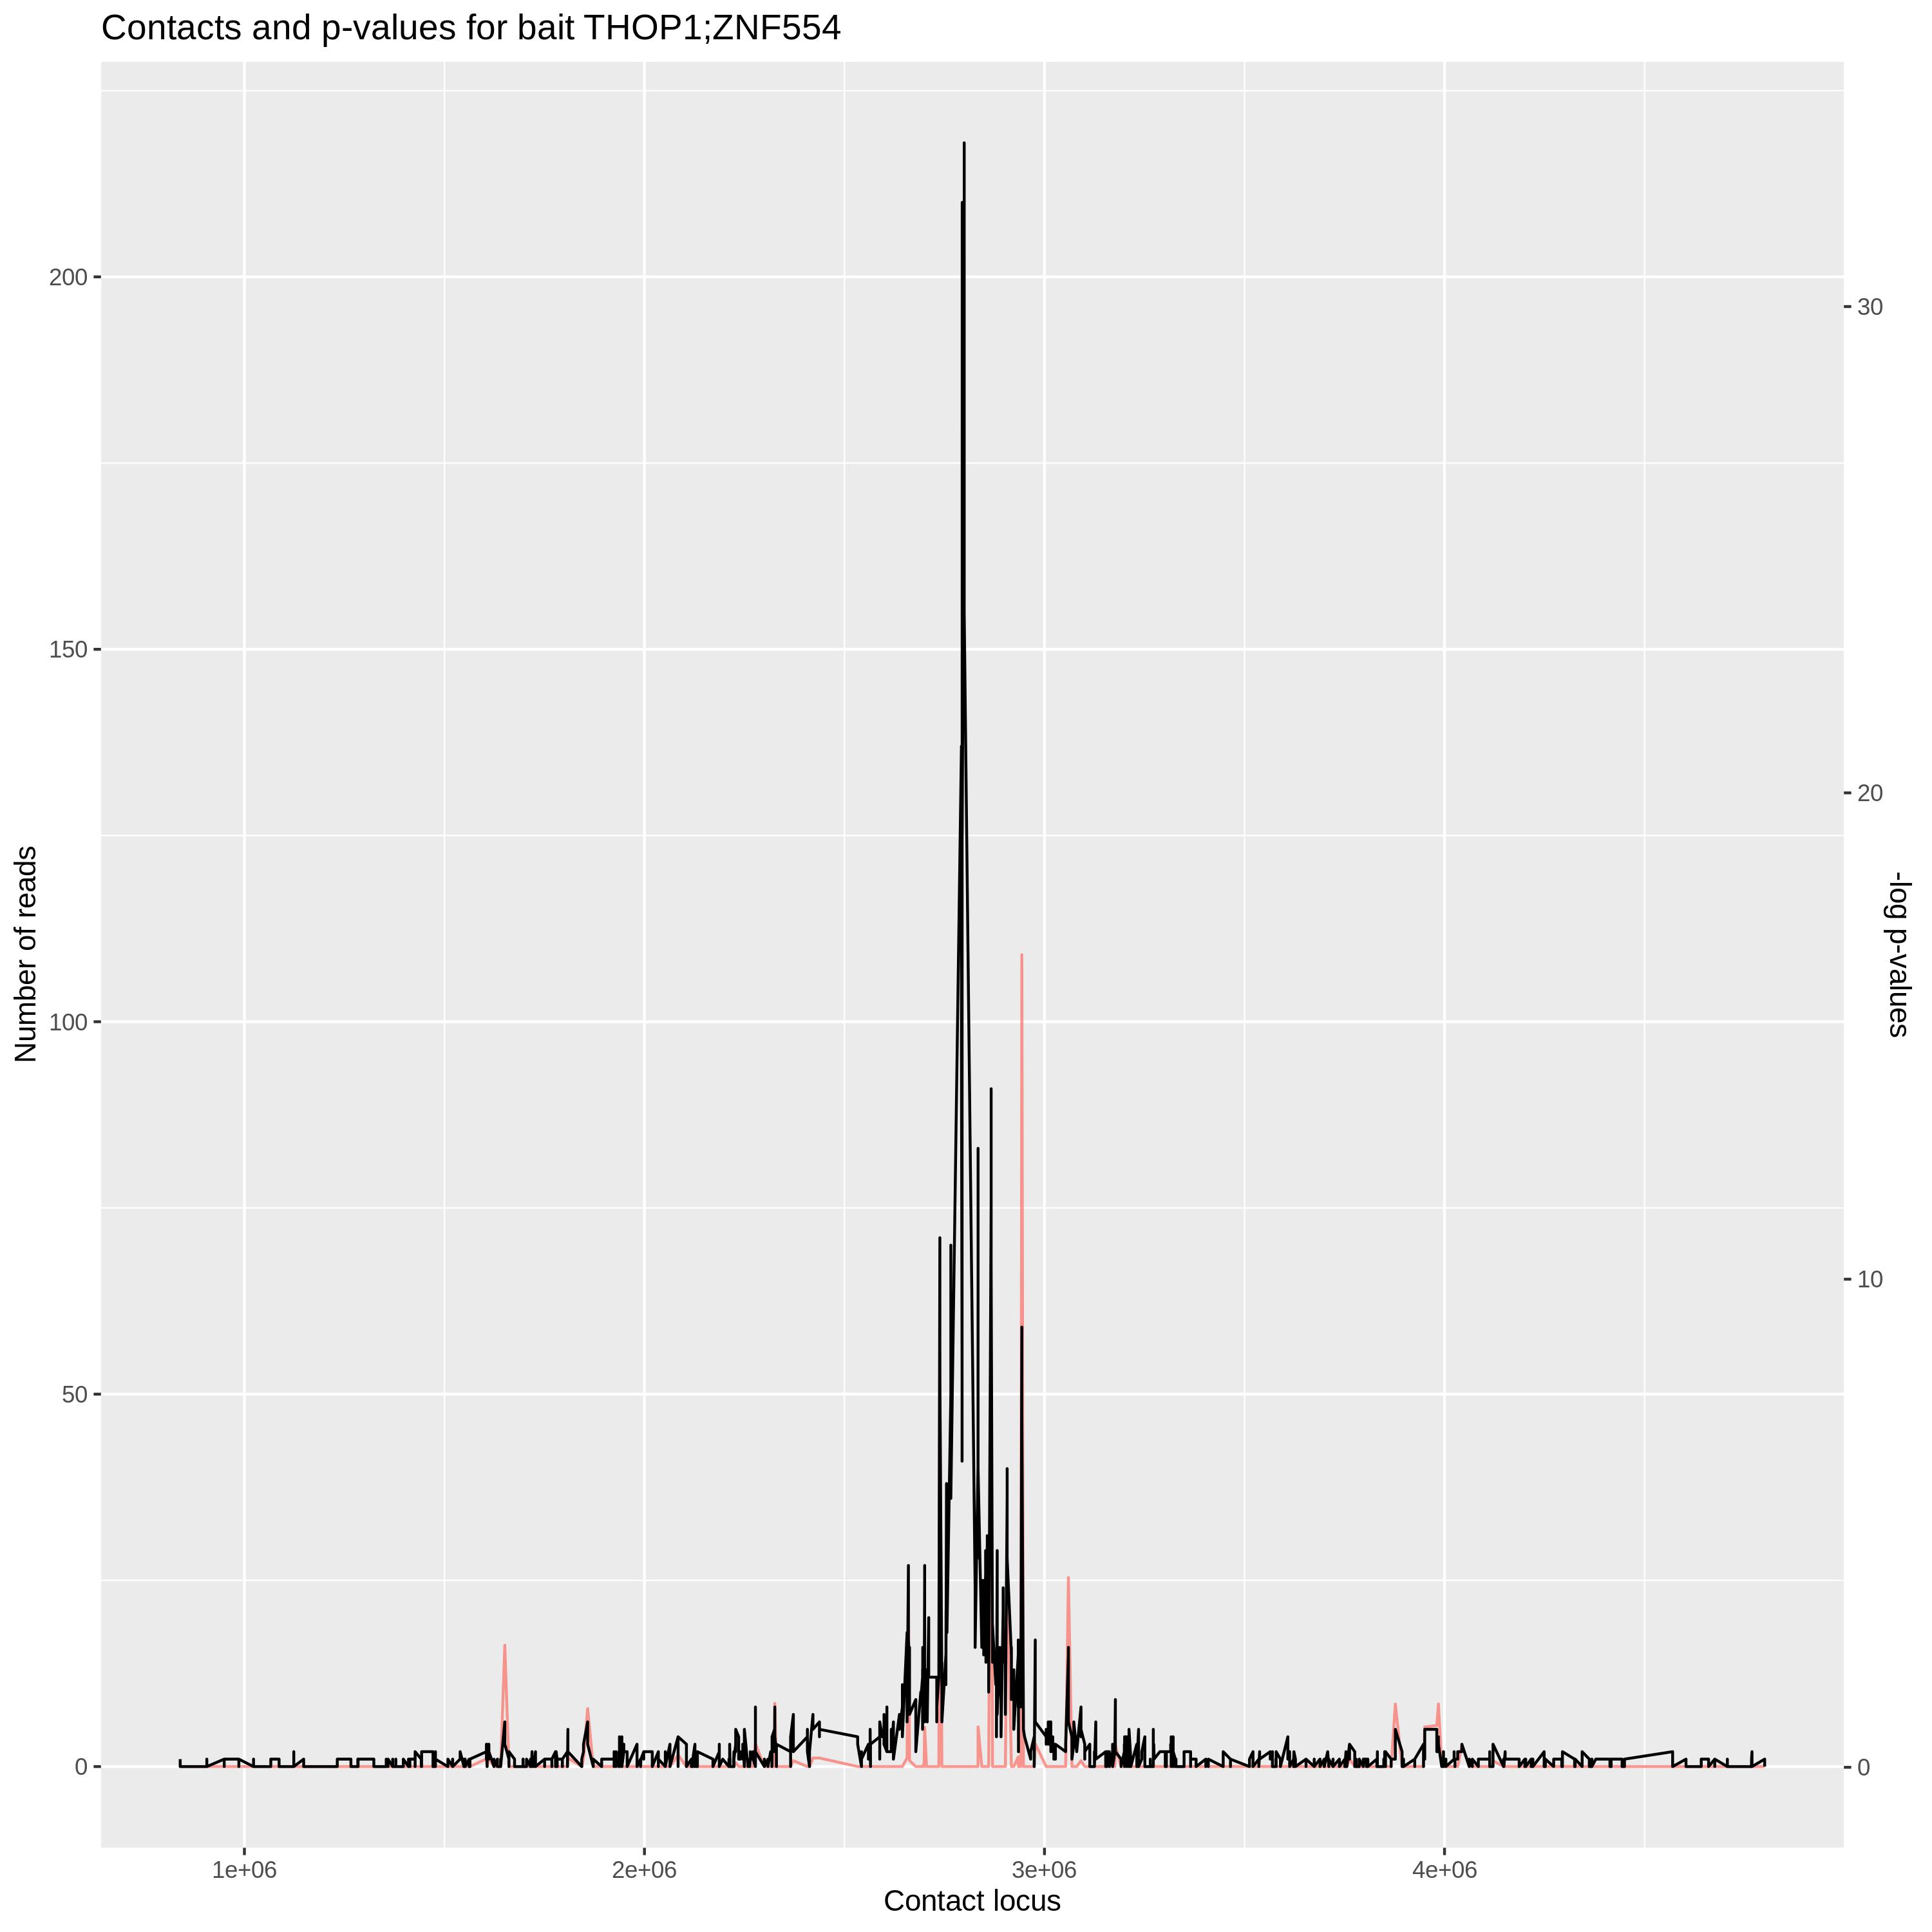 Contacts and p-values for bait THOP1;ZNF554
Number of reads
200
150
100
50
0
30
20
10
0
-log p-values
1e+06 2e+06 3e+06 4e+06
Contact locus